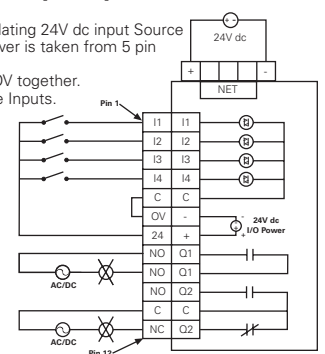 lating 24V dc input Source
ver is taken from 5 pin
0V together.
e Inputs.
24V dc
+ -
NET
Pin 1
I1 I1
I2 I2
I3 I3
I4 I4
C C
OV -
24 +
- 24V dc
I/O Power
+
NO Q1
NO Q1
NO Q2
C C
NC Q2
AC/DC
AC/DC
Pin 12